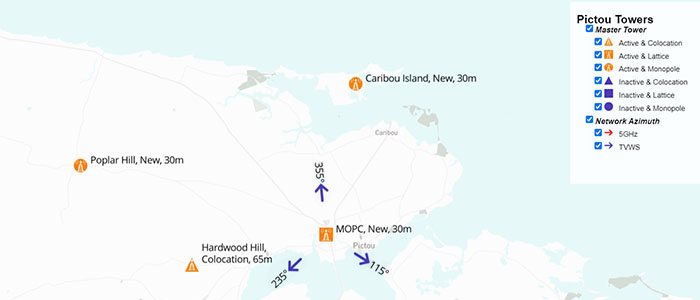 Pictou Towers
Master Tower
Active & Colocation
Active & Lattice
Active & Monopole
Inactive & Colocation
Inactive & Lattice
Inactive & Monopole
Network Azimuth
5GHz
TVWS
Caribou Island, New, 30m
Caribou
Poplar Hill, New, 30m
355°
MOPC, New, 30m
Pictou
Hardwood Hill,
Colocation, 65m
235°
115°